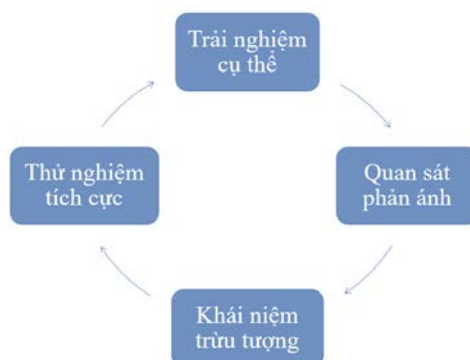 Trải nghiệm
cụ thể
Quan sát
phản ánh
Khái niệm
trừu tượng
Thử nghiệm
tích cực